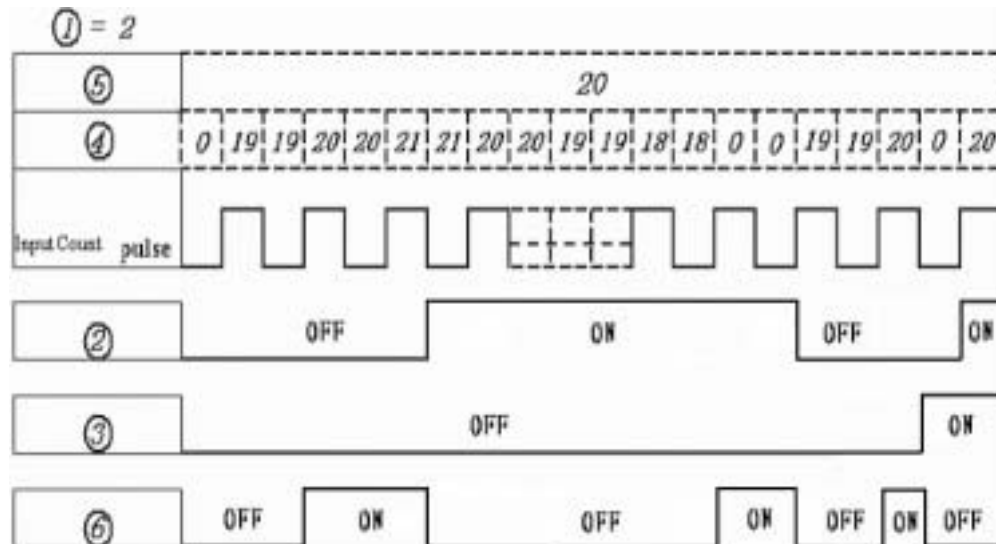 ① = 2
⑤ 20
④ 0 19 19 20 20 21 21 20 20 19 19 18 18 0 0 19 19 20 0 20
Input Coust pulse
② OFF ON OFF ON
③ OFF ON
⑥ OFF ON OFF ON OFF ON OFF